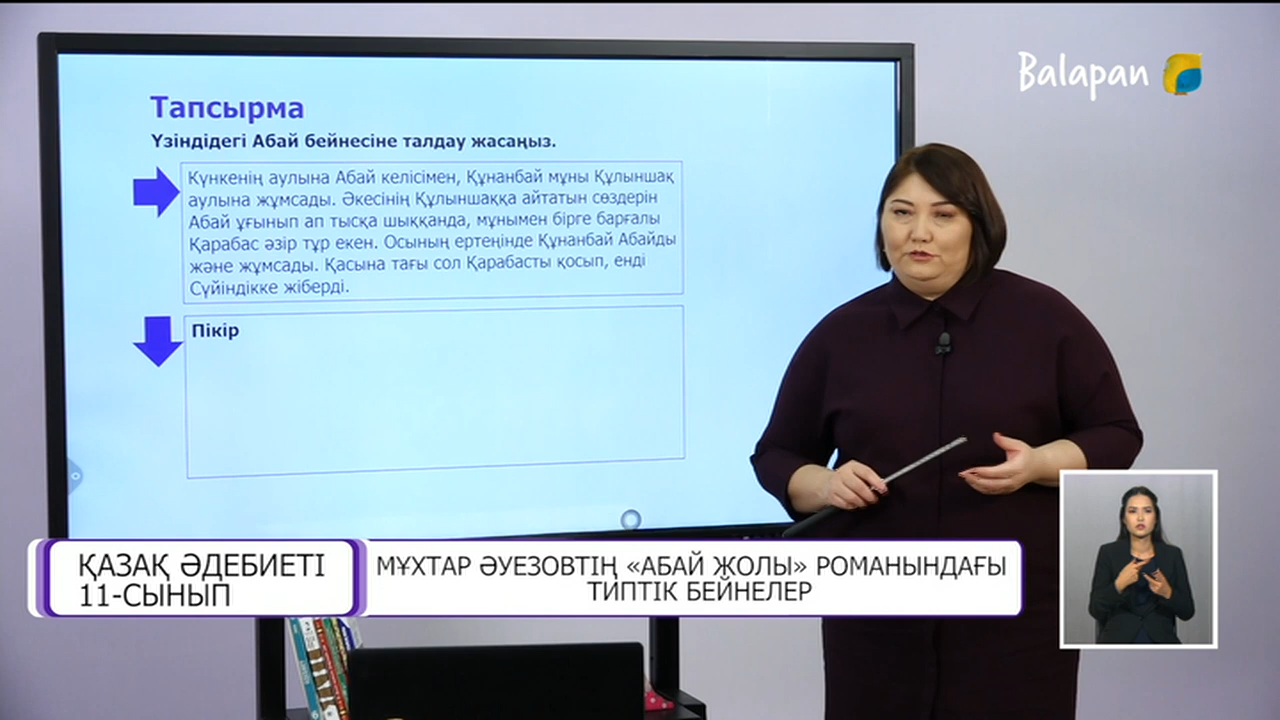 Balapan
Тапсырма
Үзіндідегі Абай бейнесіне талдау жасаңыз.
Күнкенің аулына Абай келісімен, Құнанбай мұны Құлыншақ
аулына жұмсады. Әкесінің Құлыншаққа айтатын сөздерін
Абай ұғынып ап тысқа шыққанда, мұнымен бірге барғалы
Қарабас әзір тұр екен. Осының ертеңінде Құнанбай Абайды
және жұмсады. Қасына тағы сол Қарабасты қосып, енді
Сүйіндікке жіберді.
Пікір
ҚАЗАҚ ӘДЕБИЕТІ
11-СЫНЫП
МҰХТАР ӘУЕЗОВТІҢ «АБАЙ ЖОЛЫ» РОМАНЫНДАҒЫ
ТИПТІК БЕЙНЕЛЕР